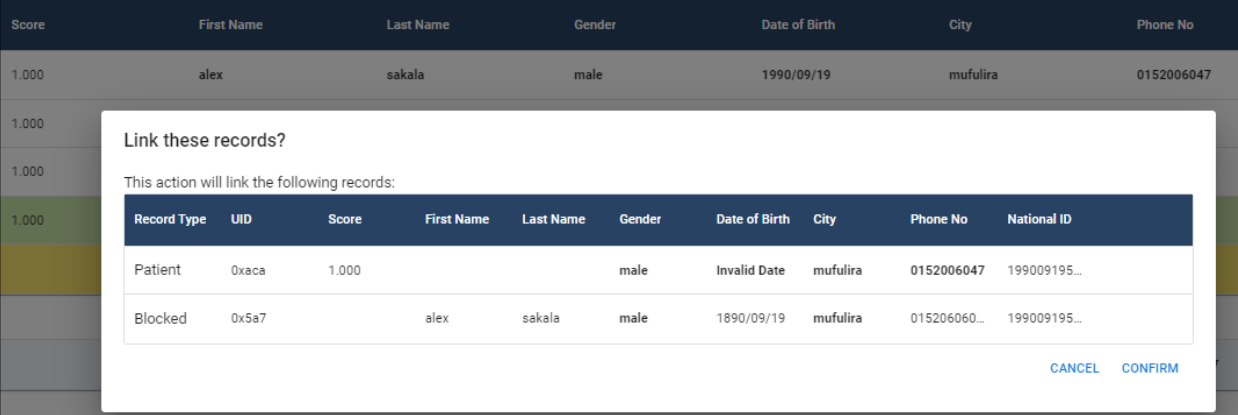 Score First Name Last Name Gender Date of Birth City Phone No
1.000 alex sakala male 1990/09/19 mufulira 0152006047
1.000
Link these records?
1.000
This action will link the following records:
1.000
Record Type UID Score First Name Last Name Gender Date of Birth City Phone No National ID
Patient 0xaca 1.000 male Invalid Date mufulira 0152006047 199009195...
Blocked 0x5a7 alex sakala male 1890/09/19 mufulira 015206060... 199009195...
CANCEL CONFIRM